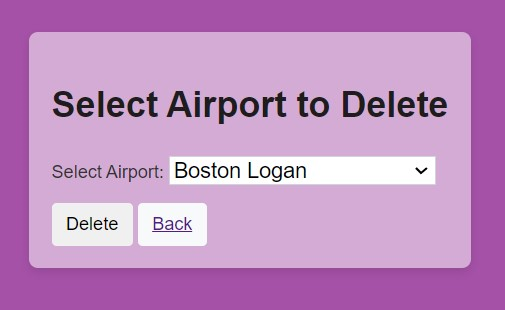 Select Airport to Delete
Select Airport: Boston Logan
Delete Back